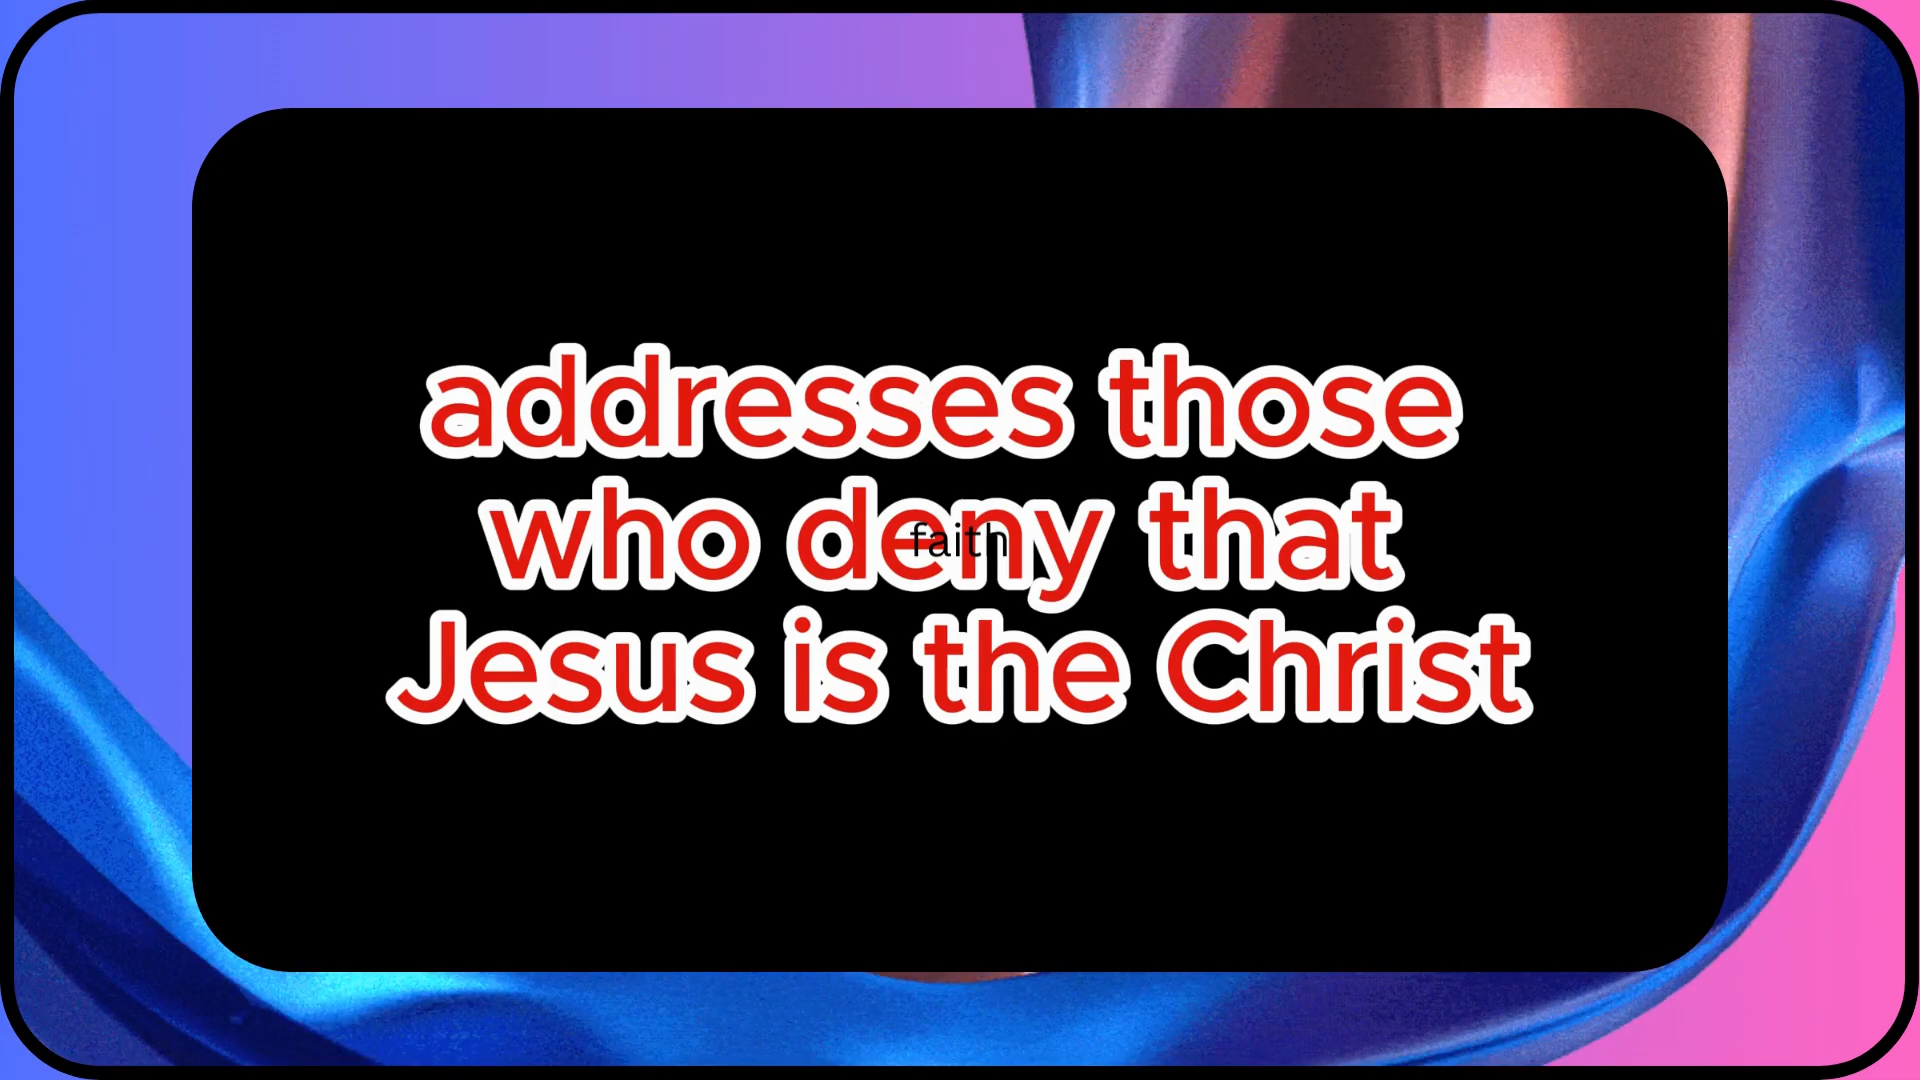 addresses those
who deny that
faith
Jesus is the Christ